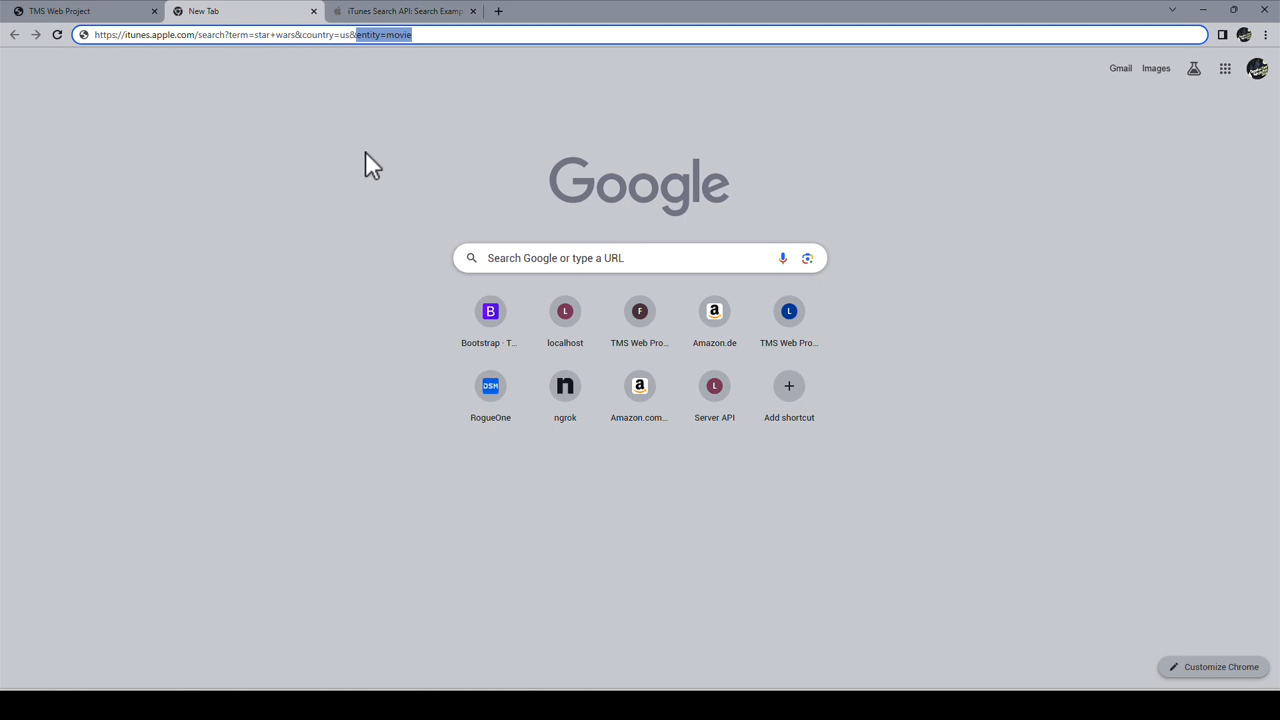 TMS Web Project
New Tab
iTunes Search API: Search Examp
https://itunes.apple.com/search?term=star+wars&country=us&entity=movie
Gmail Images
Google
Search Google or type a URL
B L F a L
Bootstrap · T... localhost TMS Web Pro... Amazon.de TMS Web Pro...
DSM n a L
RogueOne ngrok Amazon.com... Server API Add shortcut
Customize Chrome